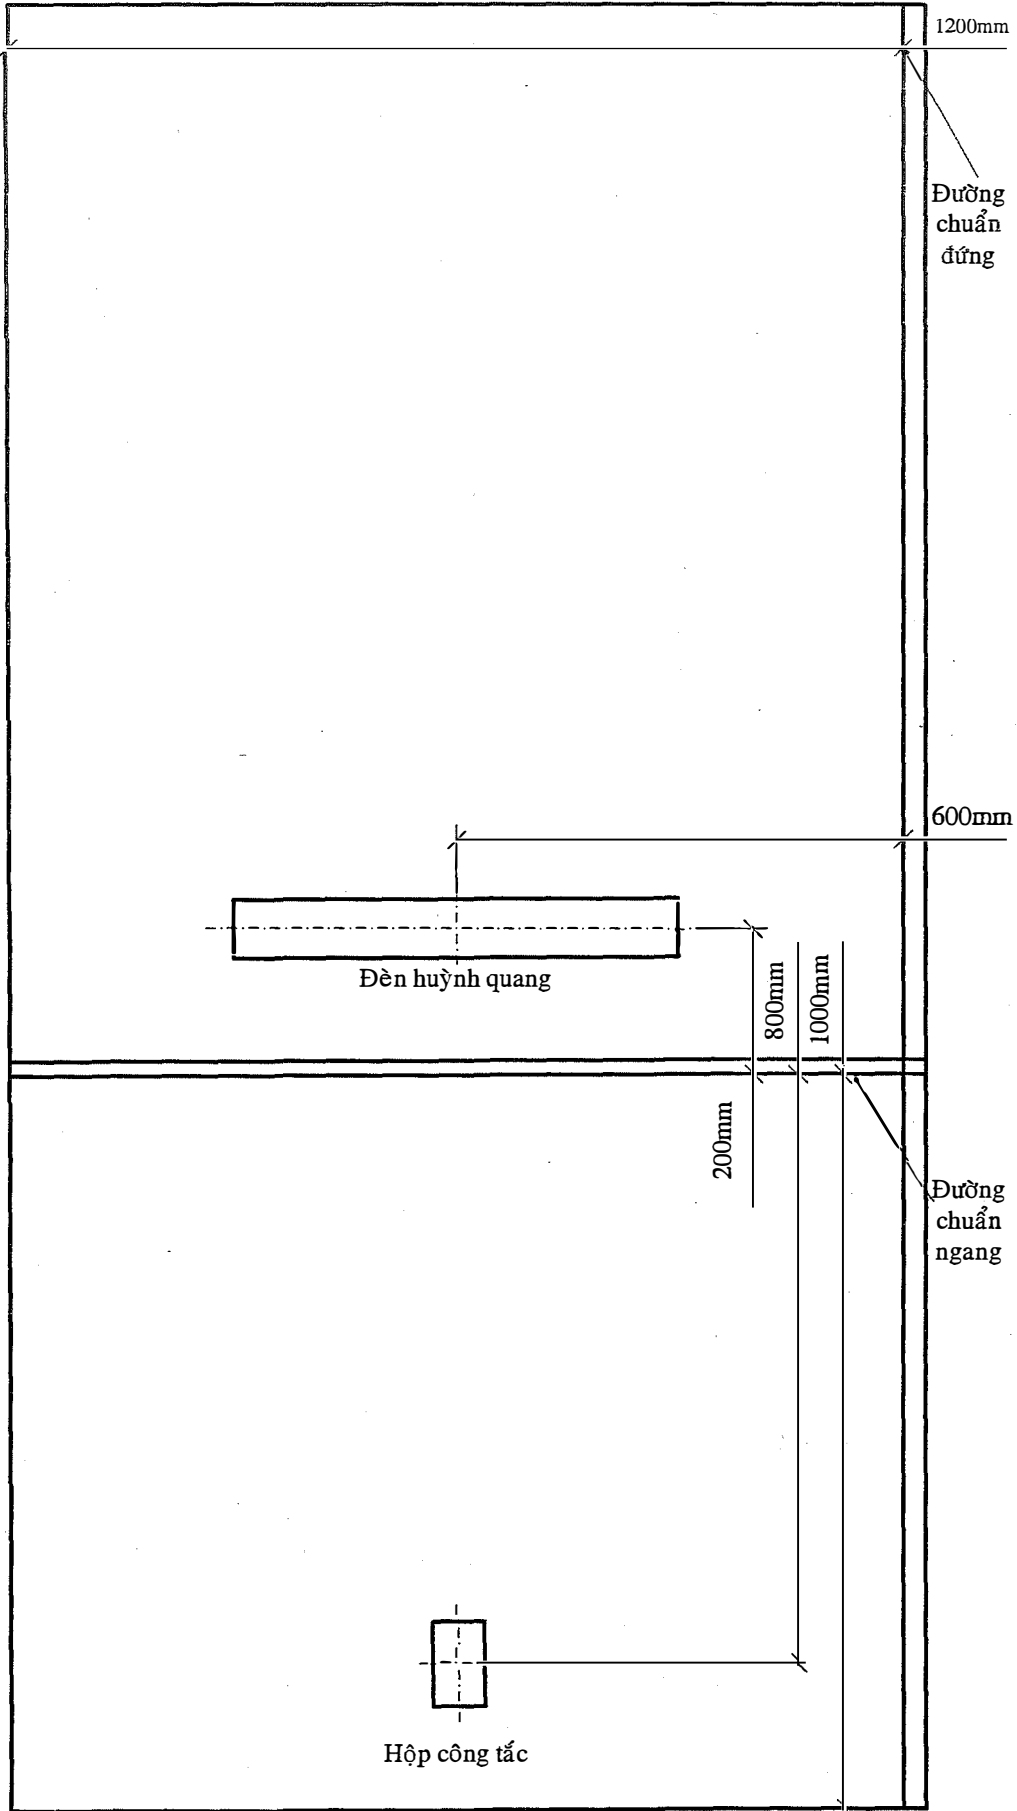 1200mm
Đường
chuẩn
đứng
600mm
Đèn huỳnh quang
800mm
1000mm
200mm
Đường
chuẩn
ngang
Hộp công tắc